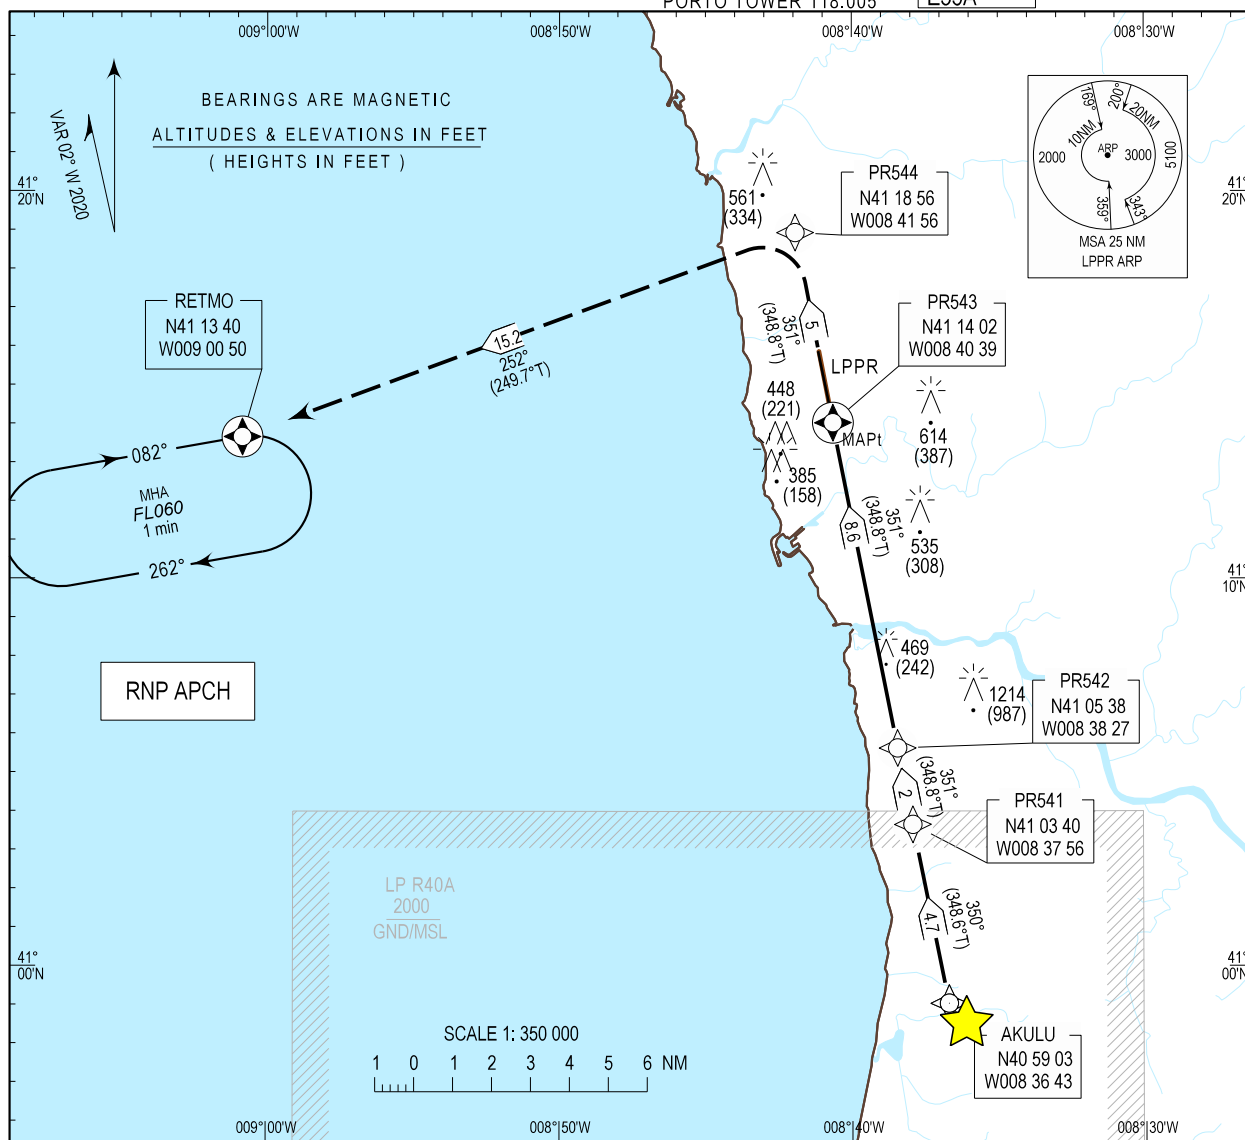 PORTO TOWER 118.005
E55A
009°00'W
008°50'W
008°40'W
008°30'W
VAR 02° W 2020
BEARINGS ARE MAGNETIC
ALTITUDES & ELEVATIONS IN FEET
( HEIGHTS IN FEET )
169°
200°
20NM
10NM
ARP
2000
3000
5100
359°
343°
MSA 25 NM
LPPR ARP
41°
20'N
41°
20'N
561
(334)
PR544
N41 18 56
W008 41 56
RETMO
N41 13 40
W009 00 50
15.2
252°
(249.7°T)
5
351°
(348.8°T)
PR543
N41 14 02
W008 40 39
LPPR
MAPt
448
(221)
385
(158)
614
(387)
082°
MHA
FL060
1 min
262°
8.6
351°
(348.8°T)
535
(308)
41°
10'N
469
(242)
1214
(987)
RNP APCH
PR542
N41 05 38
W008 38 27
2
351°
(348.8°T)
PR541
N41 03 40
W008 37 56
LP R40A
2000
GND/MSL
4.7
350°
(348.6°T)
41°
00'N
41°
00'N
AKULU
N40 59 03
W008 36 43
SCALE 1: 350 000
1 0 1 2 3 4 5 6 NM
009°00'W
008°50'W
008°40'W
008°30'W